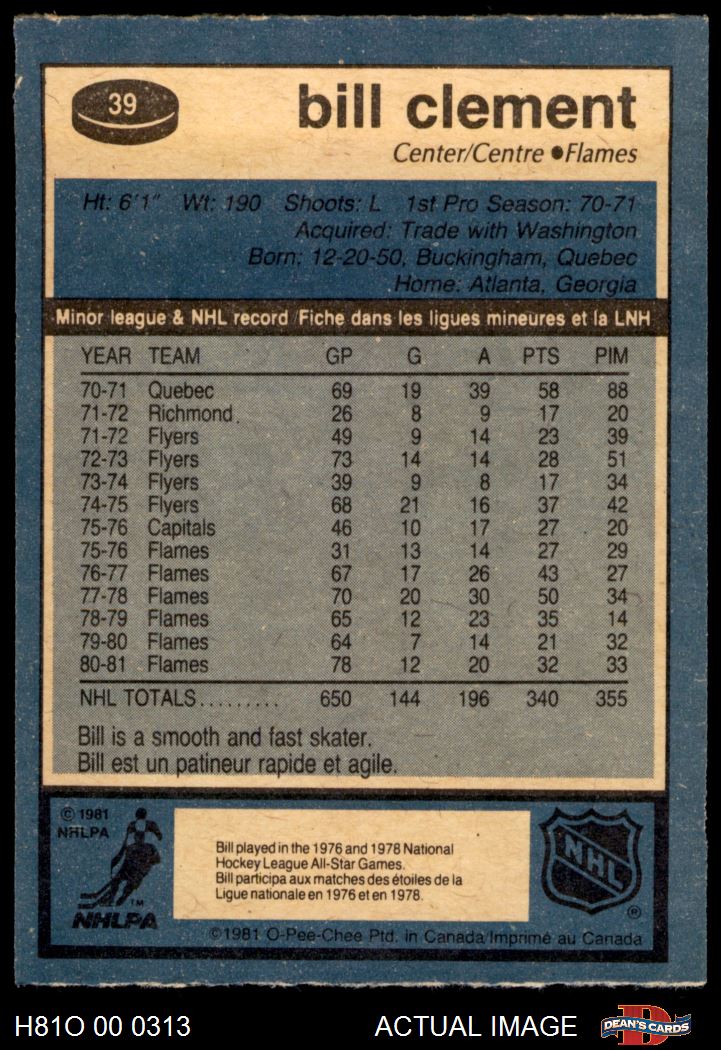 39
bill clement
Center/Centre ●Flames
Ht: 6'1" Wt: 190 Shoots: L 1st Pro Season: 70-71
Acquired: Trade with Washington
Born: 12-20-50, Buckingham, Quebec
Home: Atlanta, Georgia
Minor league & NHL record/Fiche dans les ligues mineures et la LNH
YEAR TEAM GP G A PTS PIM
70-71 Quebec 69 19 39 58 88
71-72 Richmond 26 8 9 17 20
71-72 Flyers 49 9 14 23 39
72-73 Flyers 73 14 14 28 51
73-74 Flyers 39 9 8 17 34
74-75 Flyers 68 21 16 37 42
75-76 Capitals 46 10 17 27 20
75-76 Flames 31 13 14 27 29
76-77 Flames 67 17 26 43 27
77-78 Flames 70 20 30 50 34
78-79 Flames 65 12 23 35 14
79-80 Flames 64 7 14 21 32
80-81 Flames 78 12 20 32 33
NHL TOTALS......... 650 144 196 340 355
Bill is a smooth and fast skater.
Bill est un patineur rapide et agile.
© 1981
NHLPA
TM
NHLPA
Bill played in the 1976 and 1978 National
Hockey League All-Star Games.
Bill participa aux matches des étoiles de la
Ligue nationale en 1976 et en 1978.
NHL
®
©1981 O-Pee-Chee Ptd. in Canada/Imprimé au Canada
H81O 00 0313
ACTUAL IMAGE
D
DEAN'S CARDS